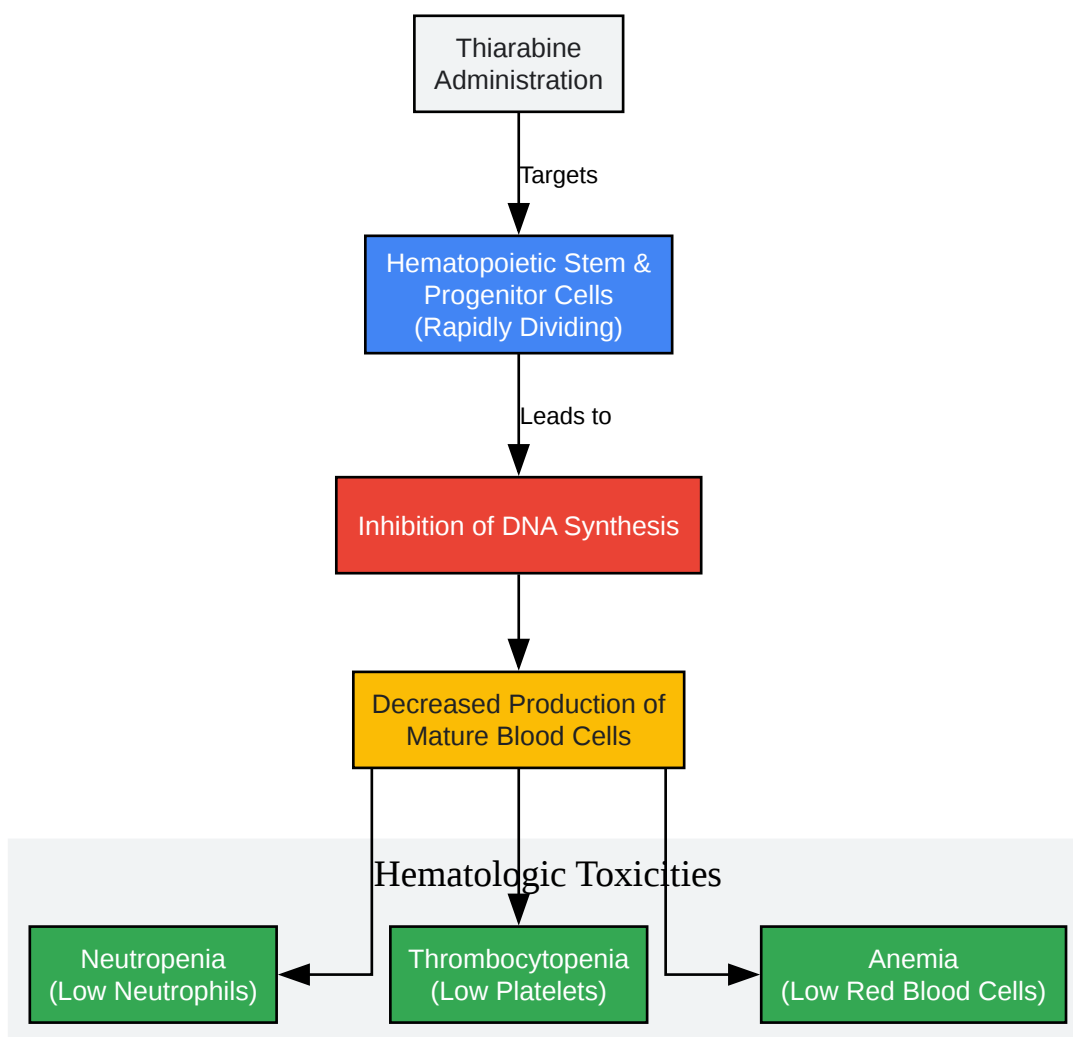 Thiarabine
Administration
Targets
Hematopoietic Stem &
Progenitor Cells
(Rapidly Dividing)
Leads to
Inhibition of DNA Synthesis
Decreased Production of
Mature Blood Cells
Hematologic Toxicities
Neutropenia
(Low Neutrophils)
Thrombocytopenia
(Low Platelets)
Anemia
(Low Red Blood Cells)